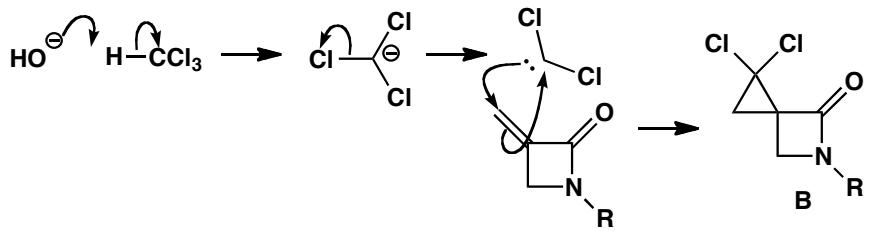 HO⊖ H CCl3
Cl Cl ⊖ Cl
Cl : Cl
O N R
Cl Cl O N R
B